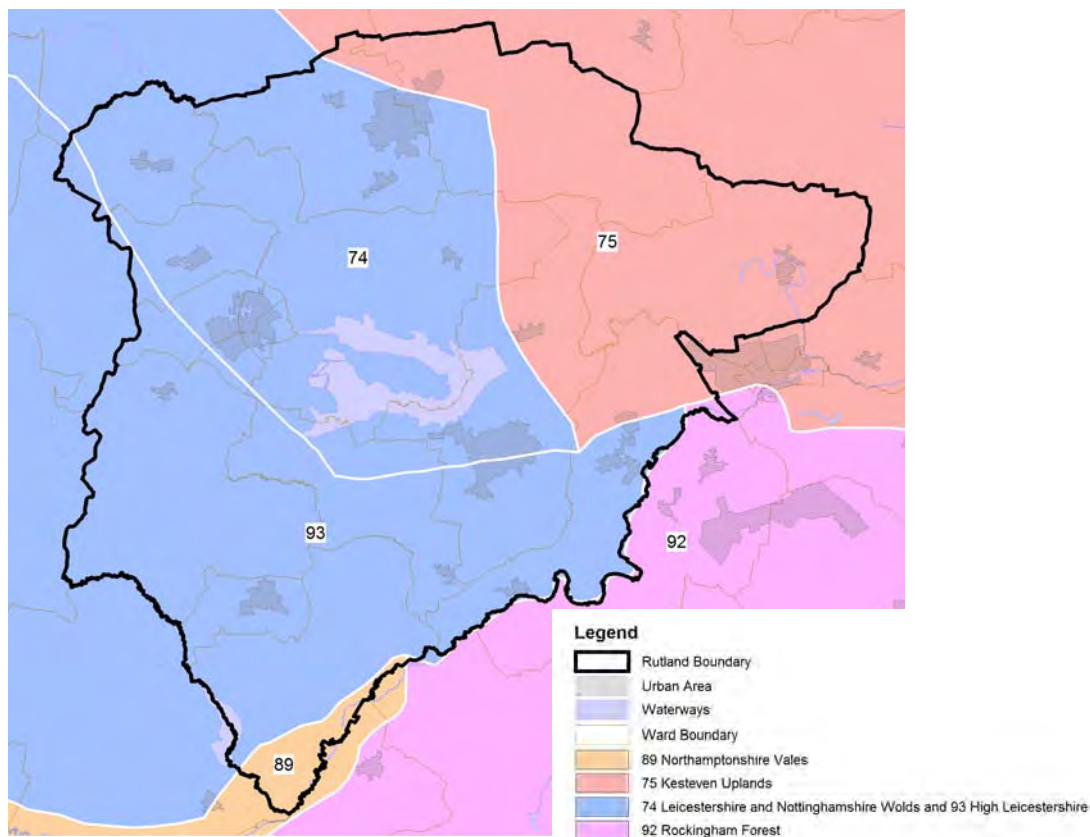 75
74
93
92
89
Legend
Rutland Boundary
Urban Area
Waterways
Ward Boundary
89 Northamptonshire Vales
75 Kesteven Uplands
74 Leicestershire and Nottinghamshire Wolds and 93 High Leicestershire
92 Rockingham Forest